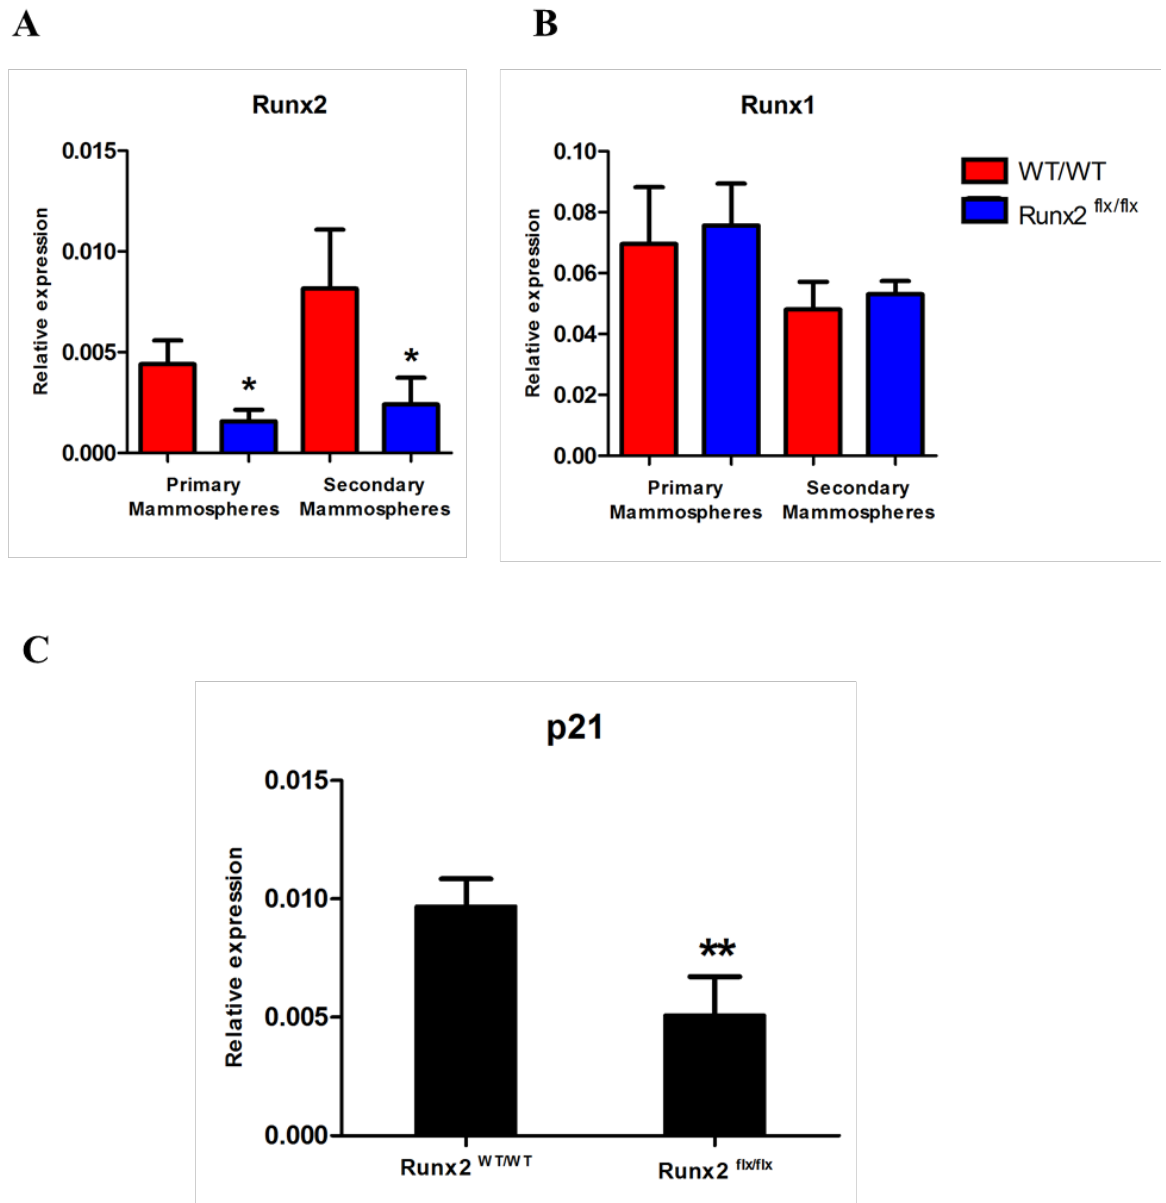 A
B
Runx2
Relative expression
0.015
0.010
0.005
0.000
*
*
Primary
Mammospheres
Secondary
Mammospheres
Runx1
Relative expression
0.10
0.08
0.06
0.04
0.02
0.00
Primary
Mammospheres
Secondary
Mammospheres
WT/WT
Runx2 flx/flx
C
p21
Relative expression
0.015
0.010
0.005
0.000
**
Runx2 WT/WT
Runx2 flx/flx